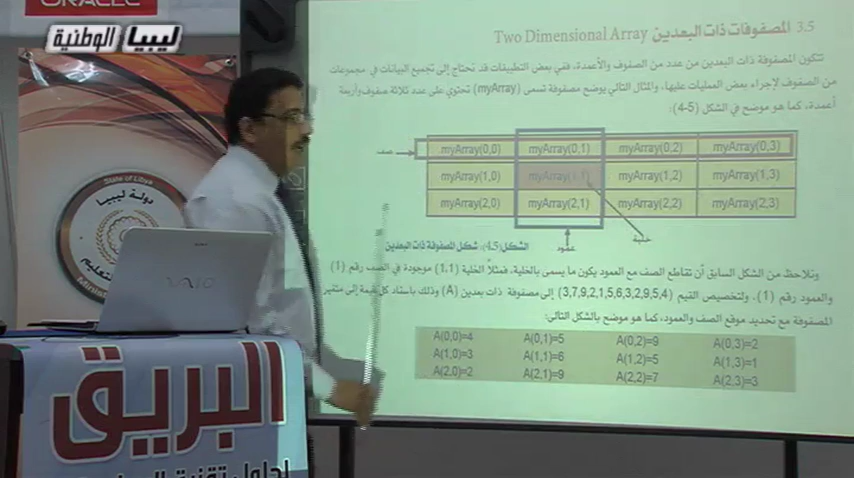 ORACLE
ليبيا الوطنية
State of Libya
دولة ليبيا
VAIO
البريق
3.5 المصفوفات ذات البعدين Two Dimensional Array
تتكون المصفوفة ذات البعدين من عدد من الصفوف والأعمدة، ففي بعض التطبيقات قد نحتاج إلى تجميع البيانات في مجموعات
من الصفوف لإجراء بعض العمليات عليها، والمثال التالي يوضح مصفوفة تسمى (myArray) تحتوي على عدد ثلاثة صفوف وأربعة
أعمدة، كما هو موضح في الشكل (4-5):
صف
myArray(0,0) myArray(0,1) myArray(0,2) myArray(0,3)
myArray(1,0) myArray(1,1) myArray(1,2) myArray(1,3)
myArray(2,0) myArray(2,1) myArray(2,2) myArray(2,3)
عمود خلية
الشكل (4.5). شكل المصفوفة ذات البعدين
ونلاحظ من الشكل السابق أن تقاطع الصف مع العمود يكون ما يسمى بالخلية، فمثلاً الخلية (1.1) موجودة في الصف رقم (1)
والعمود رقم (1). ولتخصيص القيم (3,7,9,2,1,5,6,3,2,9,5,4) إلى مصفوفة ذات بعدين (A) وذلك بإسناد كل قيمة إلى متغير
المصفوفة مع تحديد موقع الصف والعمود، كما هو موضح بالشكل التالي:
A(0,0)=4 A(0,1)=5 A(0,2)=9 A(0,3)=2
A(1,0)=3 A(1,1)=6 A(1,2)=5 A(1,3)=1
A(2,0)=2 A(2,1)=9 A(2,2)=7 A(2,3)=3